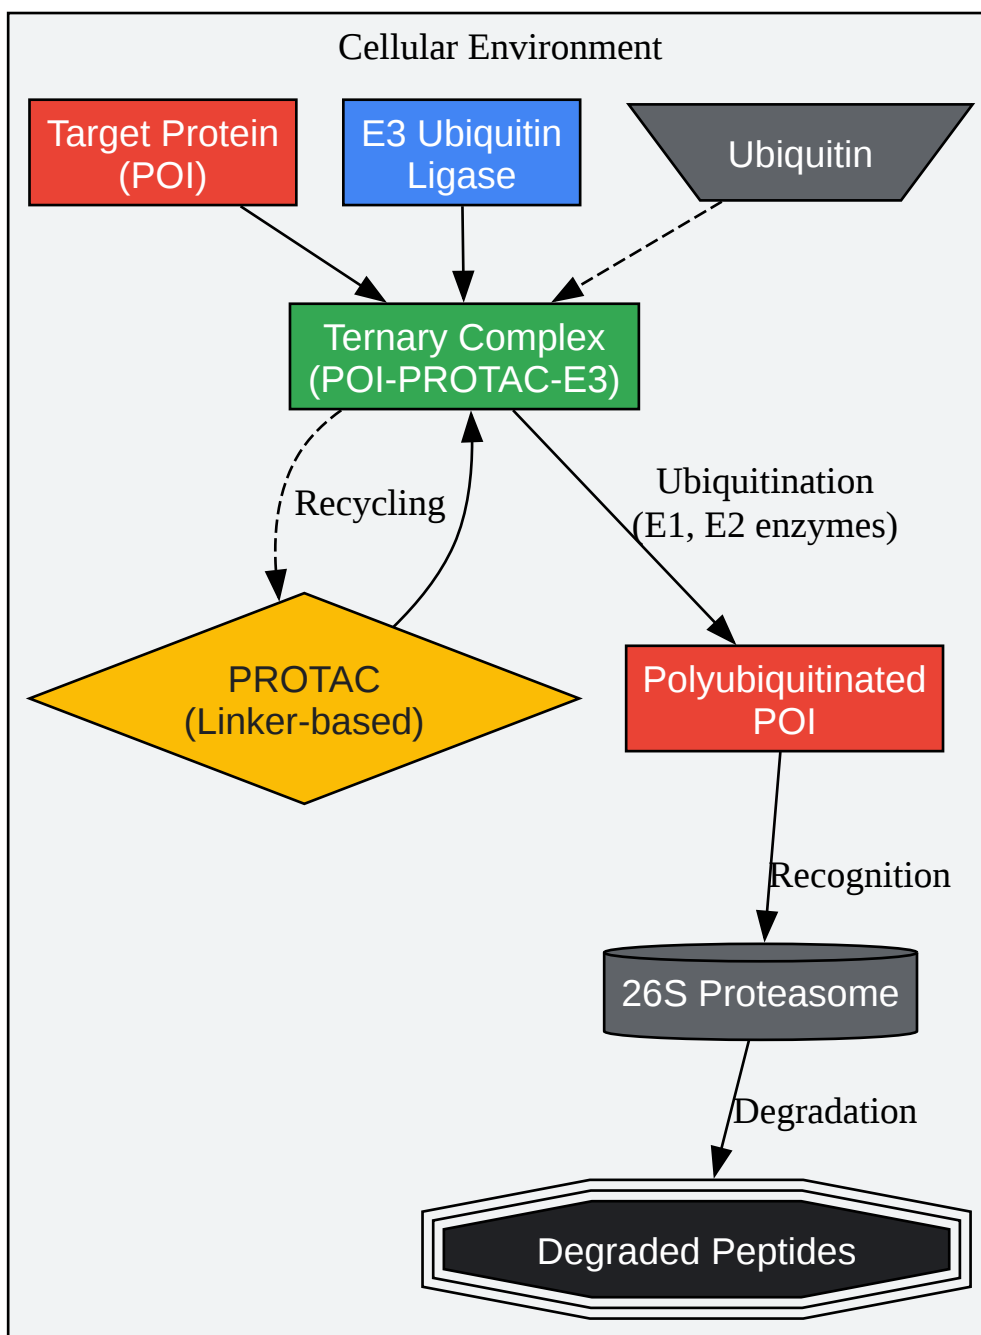 Cellular Environment
Target Protein
(POI)
E3 Ubiquitin
Ligase
Ubiquitin
Ternary Complex
(POI-PROTAC-E3)
Recycling
Ubiquitination
(E1, E2 enzymes)
PROTAC
(Linker-based)
Polyubiquitinated
POI
Recognition
26S Proteasome
Degradation
Degraded Peptides